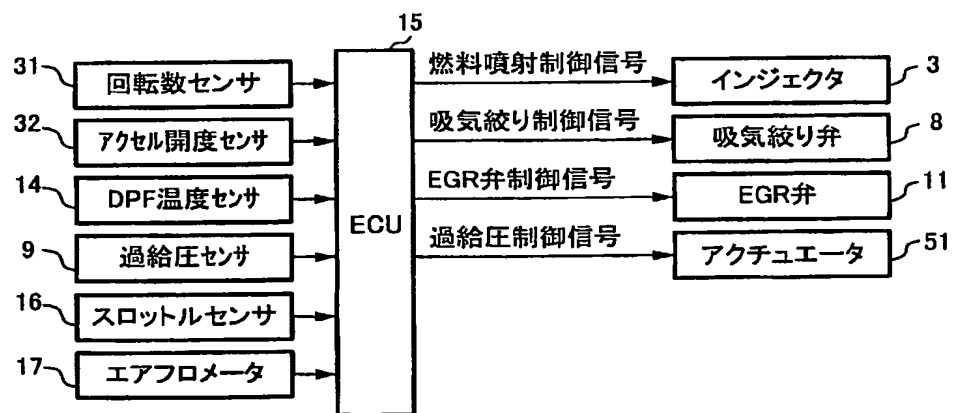 15
31
回転数センサ
燃料噴射制御信号
インジェクタ
3
32
アクセル開度センサ
吸気絞り制御信号
吸気絞り弁
8
14
DPF温度センサ
ECU
EGR弁制御信号
EGR弁
11
9
過給圧センサ
過給圧制御信号
アクチュエータ
51
16
スロットルセンサ
17
エアフロメータ